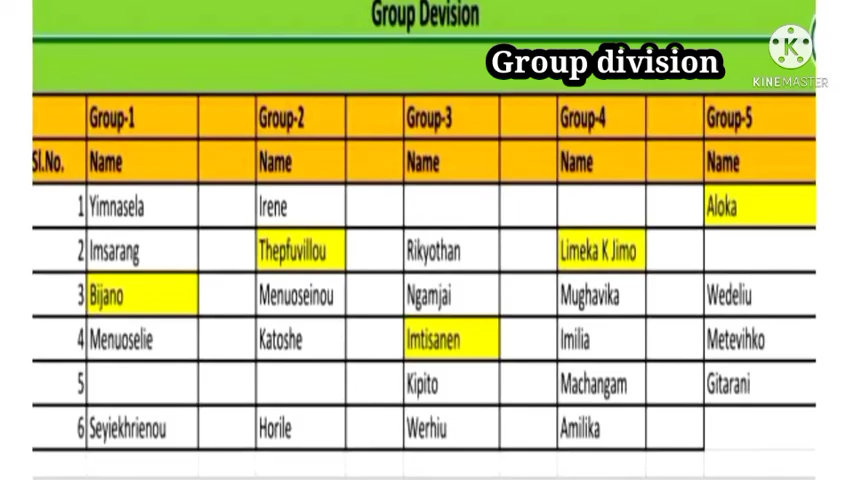 Group Devision
Group division
KINEMASTER
Group-1 Group-2 Group-3 Group-4 Group-5
Sl.No. Name Name Name Name Name
1 Yimnasela Irene Aloka
2 Imsarang Thepfuvillou Rikyothan Limeka K Jimo
3 Bijano Menuoseinou Ngamjai Mughavika Wedeliu
4 Menuoselie Katoshe Imtisanen Imilia Metevihko
5 Kipito Machangam Gitarani
6 Seyiekhrienou Horile Werhiu Amilika